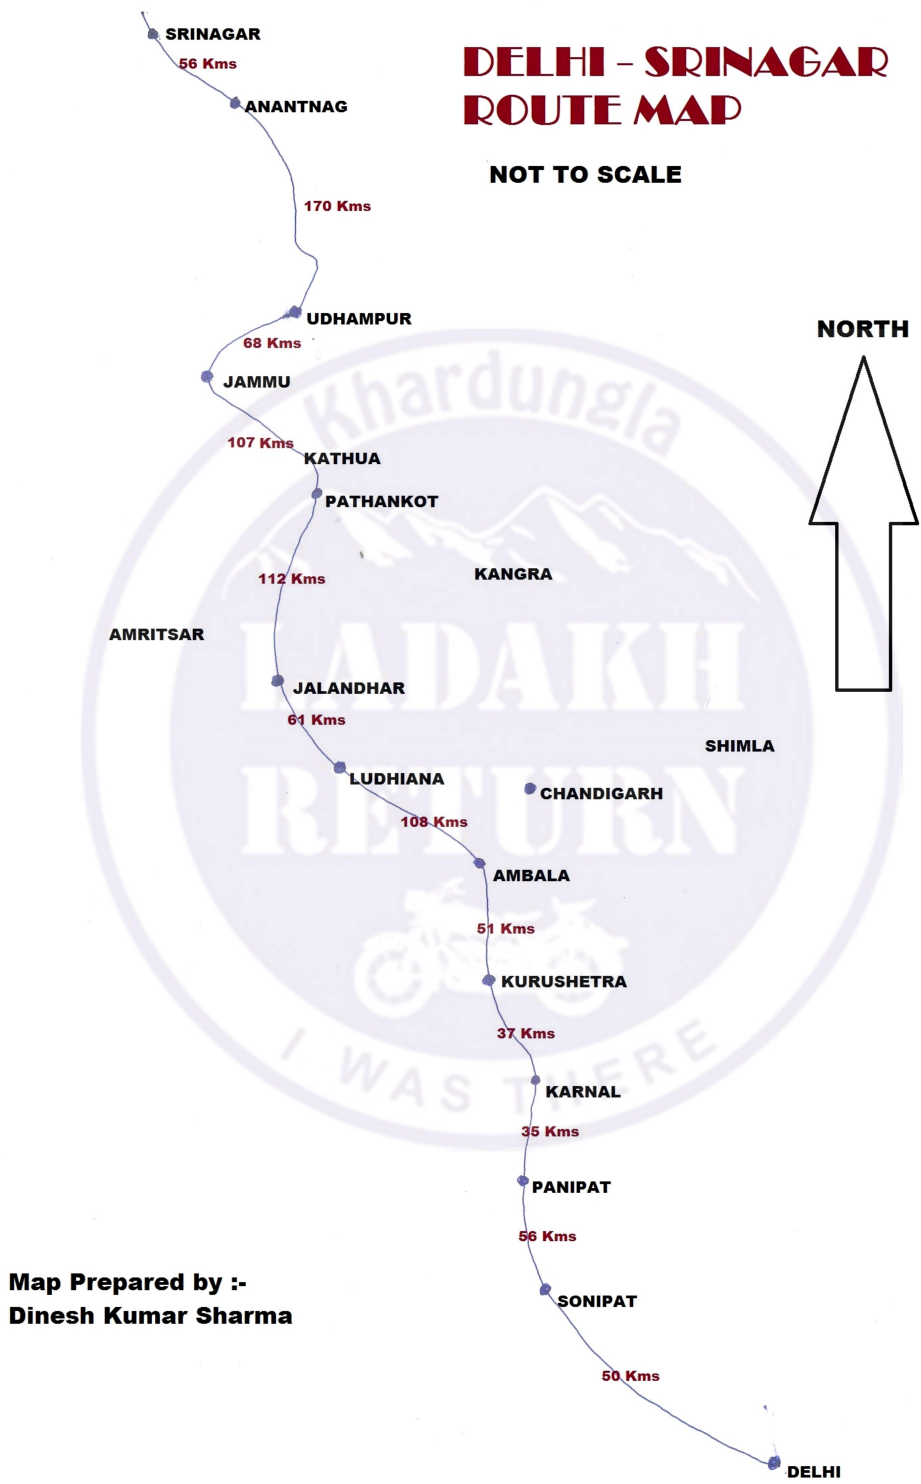 SRINAGAR
DELHI – SRINAGAR
ROUTE MAP
56 Kms
ANANTNAG
NOT TO SCALE
170 Kms
UDHAMPUR
NORTH
68 Kms
JAMMU
Khardungla
107 Kms
KATHUA
PATHANKOT
KANGRA
112 Kms
AMRITSAR
LADAKH
JALANDHAR
61 Kms
SHIMLA
LUDHIANA
CHANDIGARH
RETURN
108 Kms
AMBALA
51 Kms
KURUSHETRA
37 Kms
I WAS THERE
KARNAL
35 Kms
PANIPAT
56 Kms
Map Prepared by :-
Dinesh Kumar Sharma
SONIPAT
50 Kms
DELHI